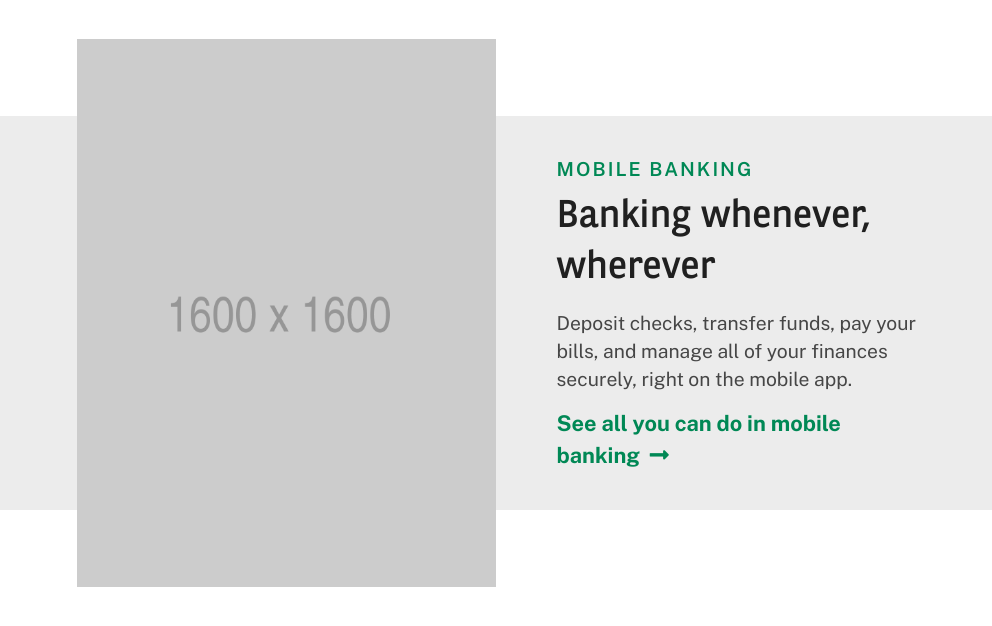 1600 x 1600
MOBILE BANKING
Banking whenever,
wherever
Deposit checks, transfer funds, pay your
bills, and manage all of your finances
securely, right on the mobile app.
See all you can do in mobile
banking →